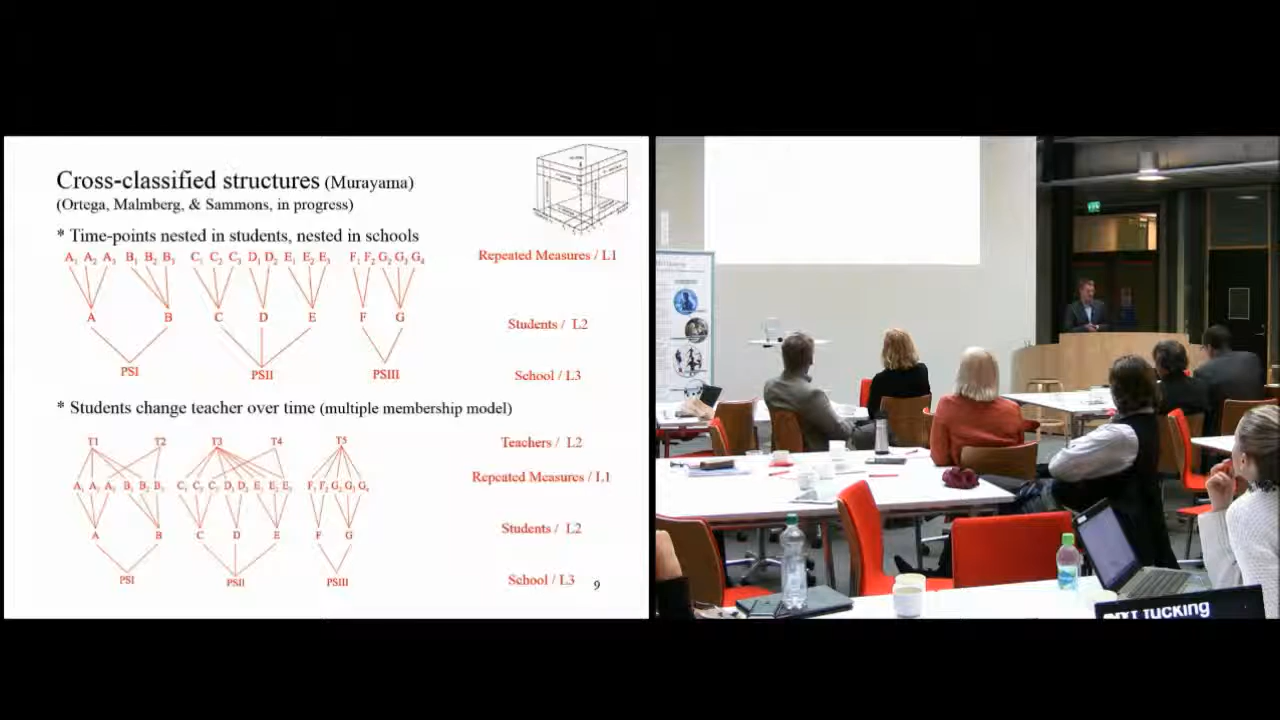 Cross-classified structures (Murayama)
(Ortega, Malmberg, & Sammons, in progress)
* Time-points nested in students, nested in schools
A1 A2 A3 B1 B2 B3 C1 C2 C3 D1 D2 E1 E2 E3 F1 F2 G2 G3 G4
Repeated Measures / L1
A B C D E F G
Students / L2
PSI PSII PSIII
School / L3
* Students change teacher over time (multiple membership model)
T1 T2 T3 T4 T5
Teachers / L2
Repeated Measures / L1
A B C D E F G
Students / L2
PSI PSII PSIII
School / L3
9